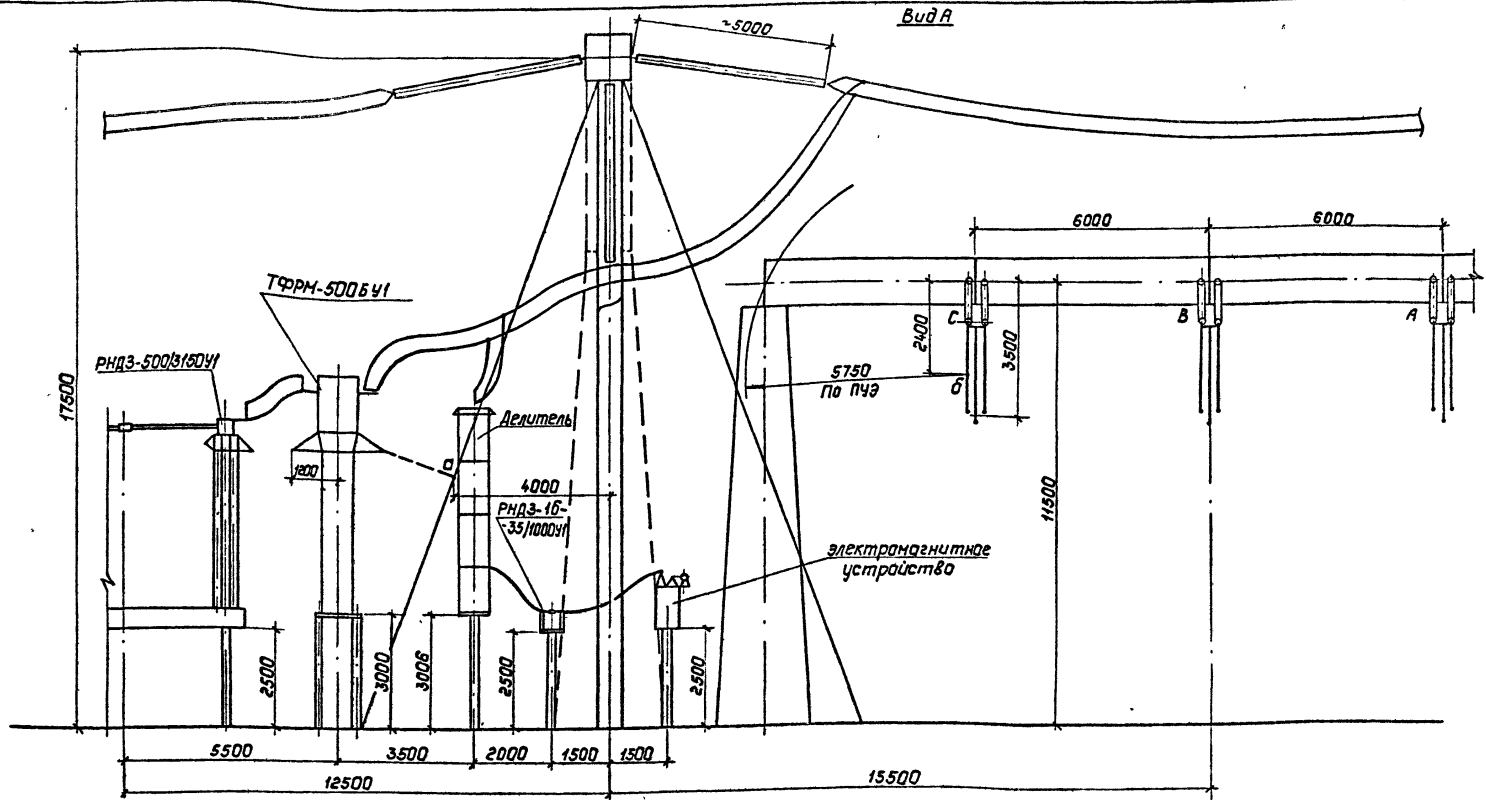 Вид А
~5000
6000
6000
ТФРМ-500БУ1
РНДЗ-500/3150У1
17500
С
В
А
2400
3500
5750
По ПУЭ
б
Делитель
1200
а
4000
РНДЗ-1б-
-35/1000У1
11500
электромагнитное
устройство
2500
3000
3006
2500
2500
5500
3500
2000
1500
1500
12500
15500